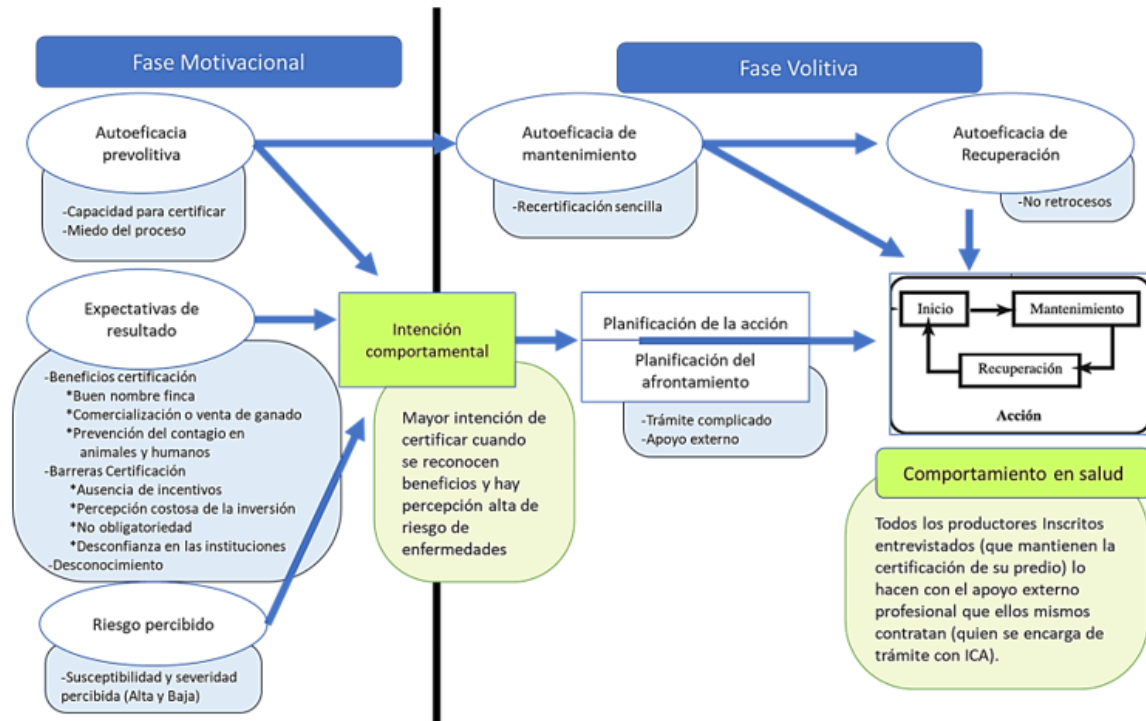 Fase Motivacional
Fase Volitiva
Autoeficacia
prevolitiva
-Capacidad para certificar
-Miedo del proceso
Autoeficacia de
mantenimiento
-Recertificación sencilla
Autoeficacia de
Recuperación
-No retrocesos
Expectativas de
resultado
-Beneficios certificación
*Buen nombre finca
*Comercialización o venta de ganado
*Prevención del contagio en
animales y humanos
-Barreras Certificación
*Ausencia de incentivos
*Percepción costosa de la inversión
*No obligatoriedad
*Desconfianza en las instituciones
-Desconocimiento
Riesgo percibido
-Susceptibilidad y severidad
percibida (Alta y Baja)
Intención
comportamental
Mayor intención de
certificar cuando
se reconocen
beneficios y hay
percepción alta de
riesgo de
enfermedades
Planificación de la acción
Planificación del
afrontamiento
-Trámite complicado
-Apoyo externo
Inicio
Mantenimiento
Recuperación
Acción
Comportamiento en salud
Todos los productores Inscritos
entrevistados (que mantienen la
certificación de su predio) lo
hacen con el apoyo externo
profesional que ellos mismos
contratan (quien se encarga de
trámite con ICA).